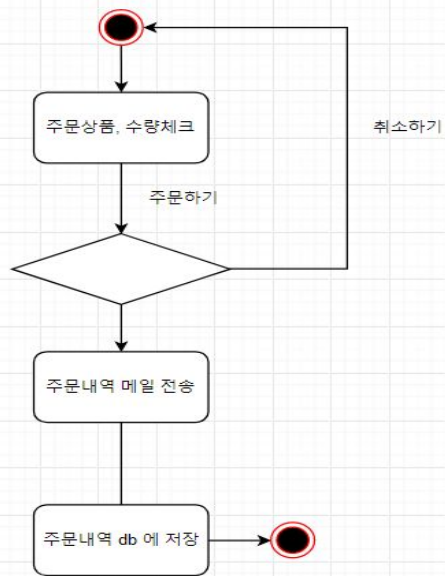 주문상품, 수량체크
취소하기
주문하기
주문내역 메일 전송
주문내역 db 에 저장